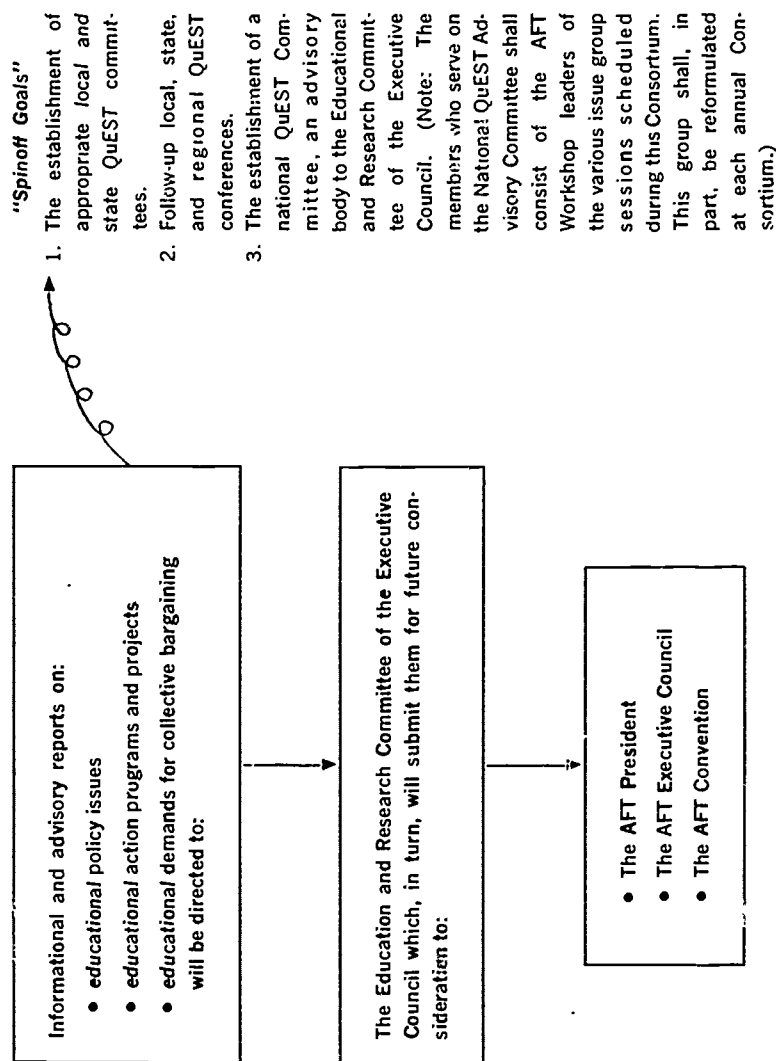 Informational and advisory reports on:
● educational policy issues
● educational action programs and projects
● educational demands for collective bargaining
will be directed to:
The Education and Research Committee of the Executive
Council which, in turn, will submit them for future con-
sideration to:
● The AFT President
● The AFT Executive Council
● The AFT Convention
"Spinoff Goals"
1. The establishment of
appropriate local and
state QuEST commit-
tees.
2. Follow-up local, state,
and regional QuEST
conferences.
3. The establishment of a
national QuEST Com-
mittee, an advisory
body to the Educational
and Research Commit-
tee of the Executive
Council. (Note: The
members who serve on
the National QuEST Ad-
visory Committee shall
consist of the AFT
Workshop leaders of
the various issue group
sessions scheduled
during this Consortium.
This group shall, in
part, be reformulated
at each annual Con-
sortium.)